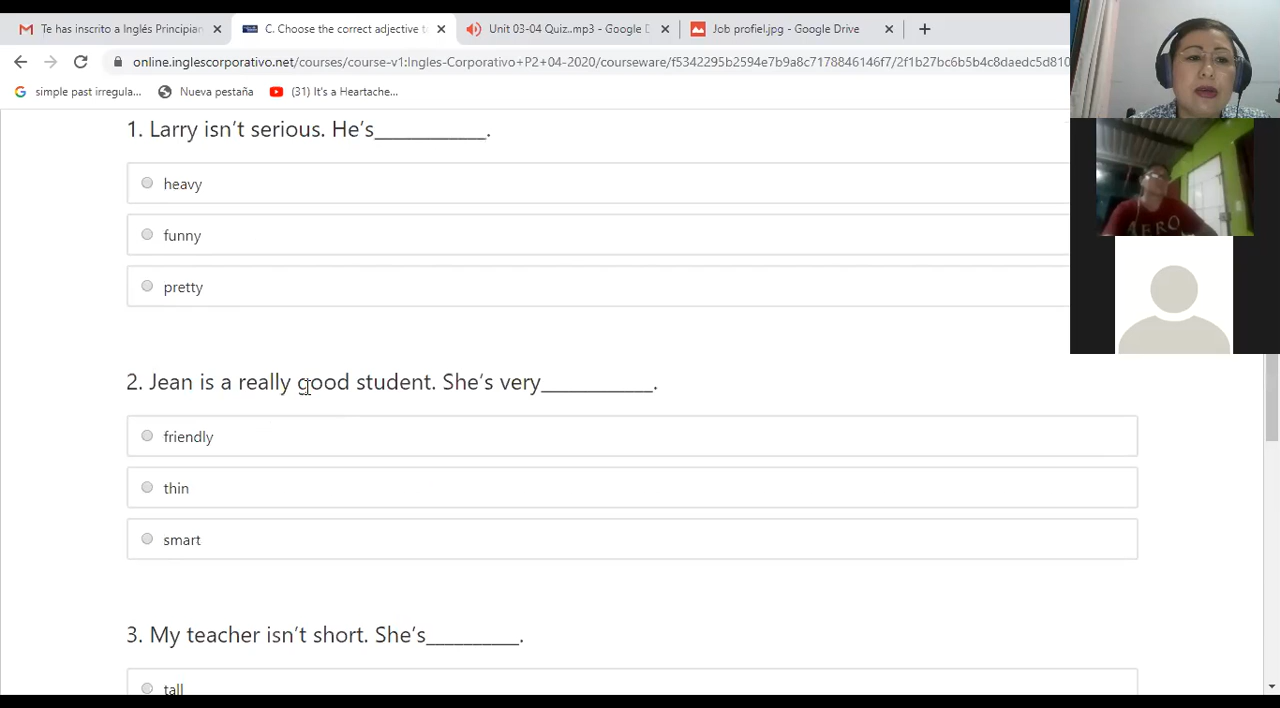 Te has inscrito a Inglés Principian
C. Choose the correct adjective t
Unit 03-04 Quiz..mp3 - Google D
Job profiel.jpg - Google Drive
online.inglescorporativo.net/courses/course-v1:Ingles-Corporativo+P2+04-2020/courseware/f5342295b2594e7b9a8c7178846146f7/2f1b27bc6b5b4c8daedc5d810
simple past irregula...
Nueva pestaña
(31) It's a Heartache...
1. Larry isn't serious. He's___________.
heavy
funny
pretty
2. Jean is a really good student. She's very___________.
friendly
thin
smart
3. My teacher isn't short. She's_________.
tall
AERO